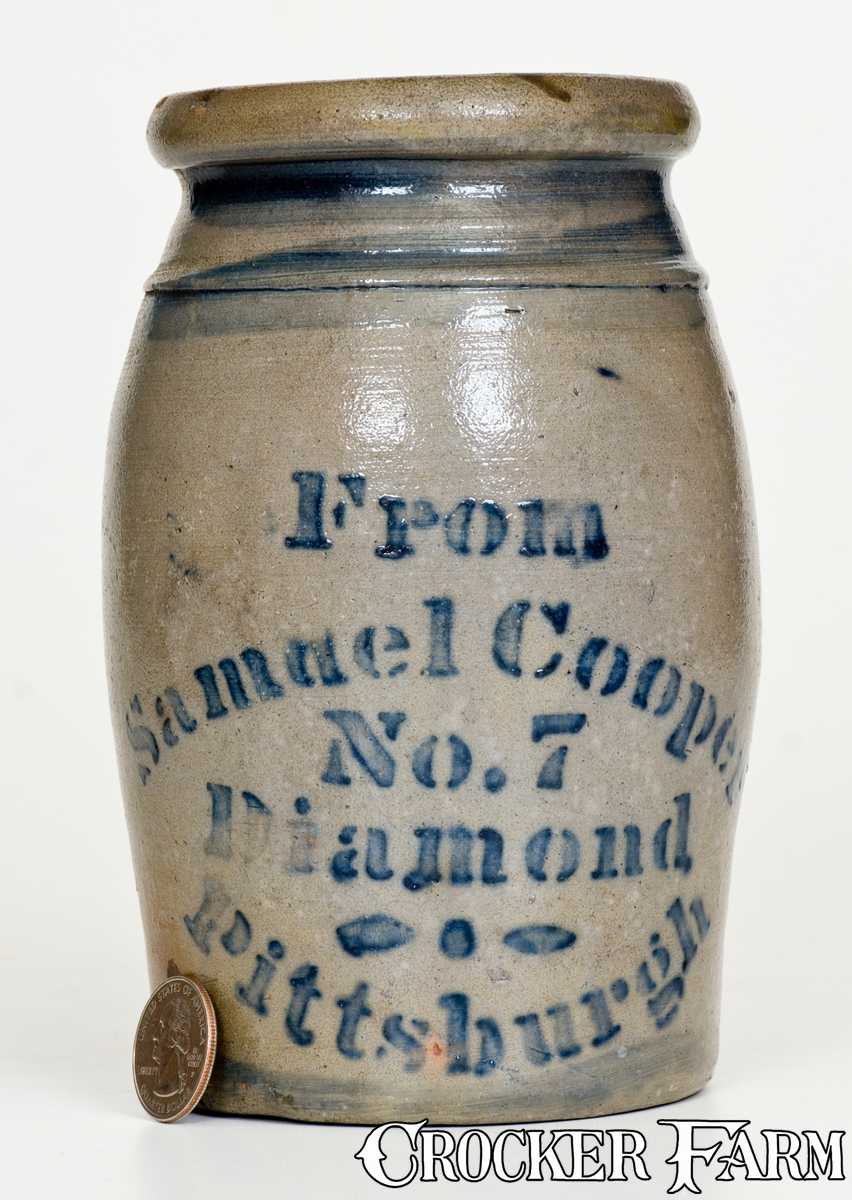 From
Samuel Cooper
No. 7
Diamond
Pittsburgh
CROCKER FARM